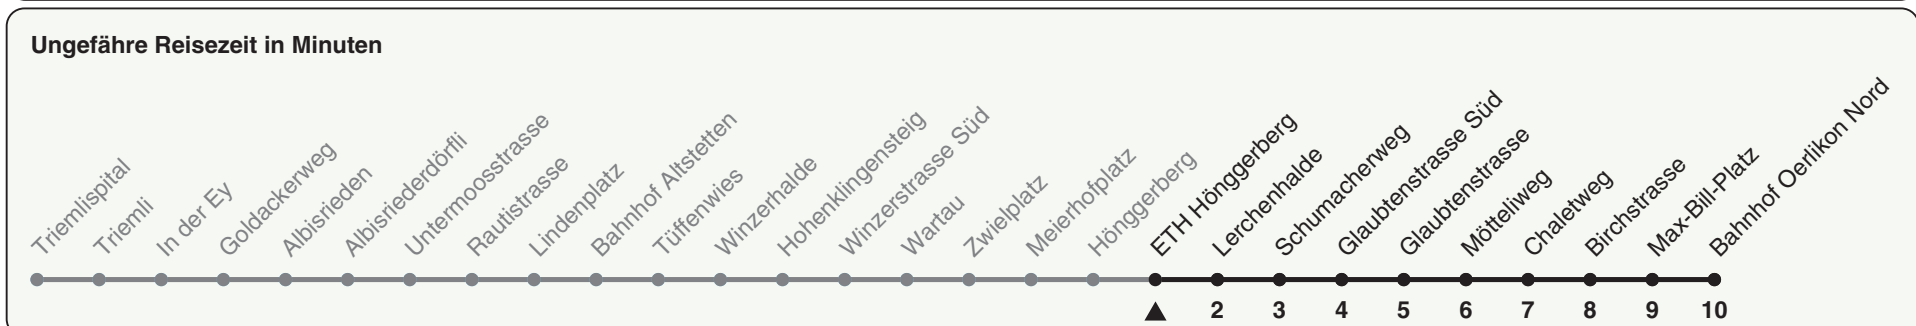 Ungefähre Reisezeit in Minuten
Triemlispital
Triemli
In der Ey
Goldackerweg
Albisrieden
Albisriederdörfli
Untermoosstrasse
Rautistrasse
Lindenplatz
Bahnhof Altstetten
Tüffenwies
Winzerhalde
Hohenklingensteig
Winzerstrasse Süd
Wartau
Zwielplatz
Meierhofplatz
Hönggerberg
ETH Hönggerberg
Lerchenhalde
Schumacherweg
Glaubtenstrasse Süd
Glaubtenstrasse
Mötteliweg
Chaletweg
Birchstrasse
Max-Bill-Platz
Bahnhof Oerlikon Nord
2 3 4 5 6 7 8 9 10